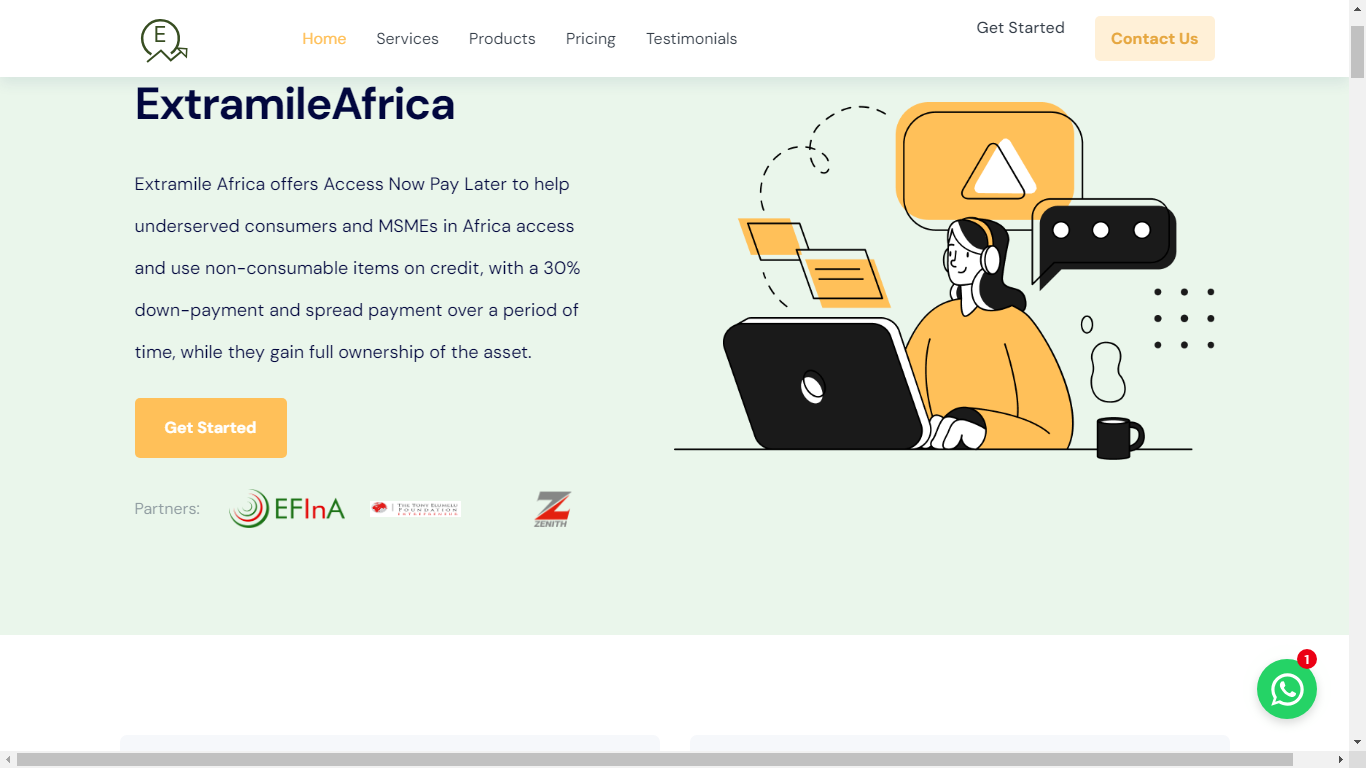 E
Home
Services
Products
Pricing
Testimonials
Get Started
Contact Us
ExtramileAfrica
Extramile Africa offers Access Now Pay Later to help
underserved consumers and MSMEs in Africa access
and use non-consumable items on credit, with a 30%
down-payment and spread payment over a period of
time, while they gain full ownership of the asset.
Get Started
Partners:
EFInA
THE TONY ELUMELU
FOUNDATION
ENTREPRENEUR
ZENITH
1